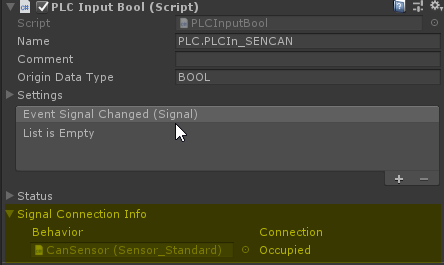 PLC Input Bool (Script)
Script PLCInputBool
Name PLC.PLCIn_SENCAN
Comment
Origin Data Type BOOL
Settings
Event Signal Changed (Signal)
List is Empty
+ −
Status
Signal Connection Info
Behavior Connection
CanSensor (Sensor_Standard) Occupied